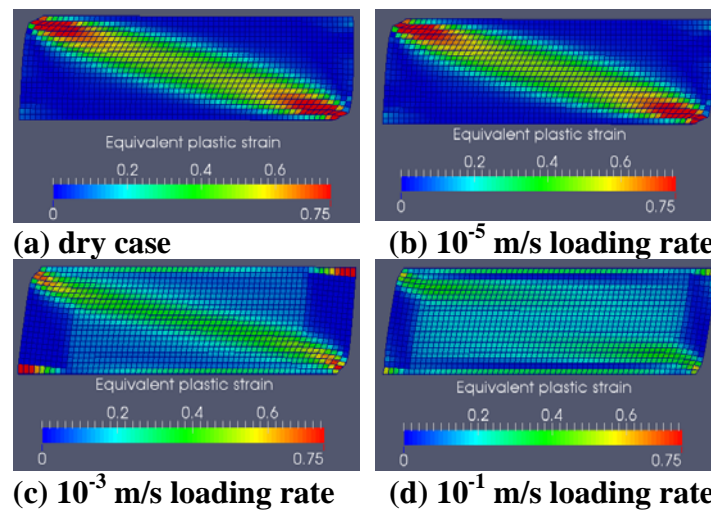 Equivalent plastic strain
0.2 0.4 0.6
0 0.75
Equivalent plastic strain
0.2 0.4 0.6
0 0.75
(a) dry case
(b) 10⁻⁵ m/s loading rate
Equivalent plastic strain
0.2 0.4 0.6
0 0.75
Equivalent plastic strain
0.2 0.4 0.6
0 0.75
(c) 10⁻³ m/s loading rate
(d) 10⁻¹ m/s loading rate